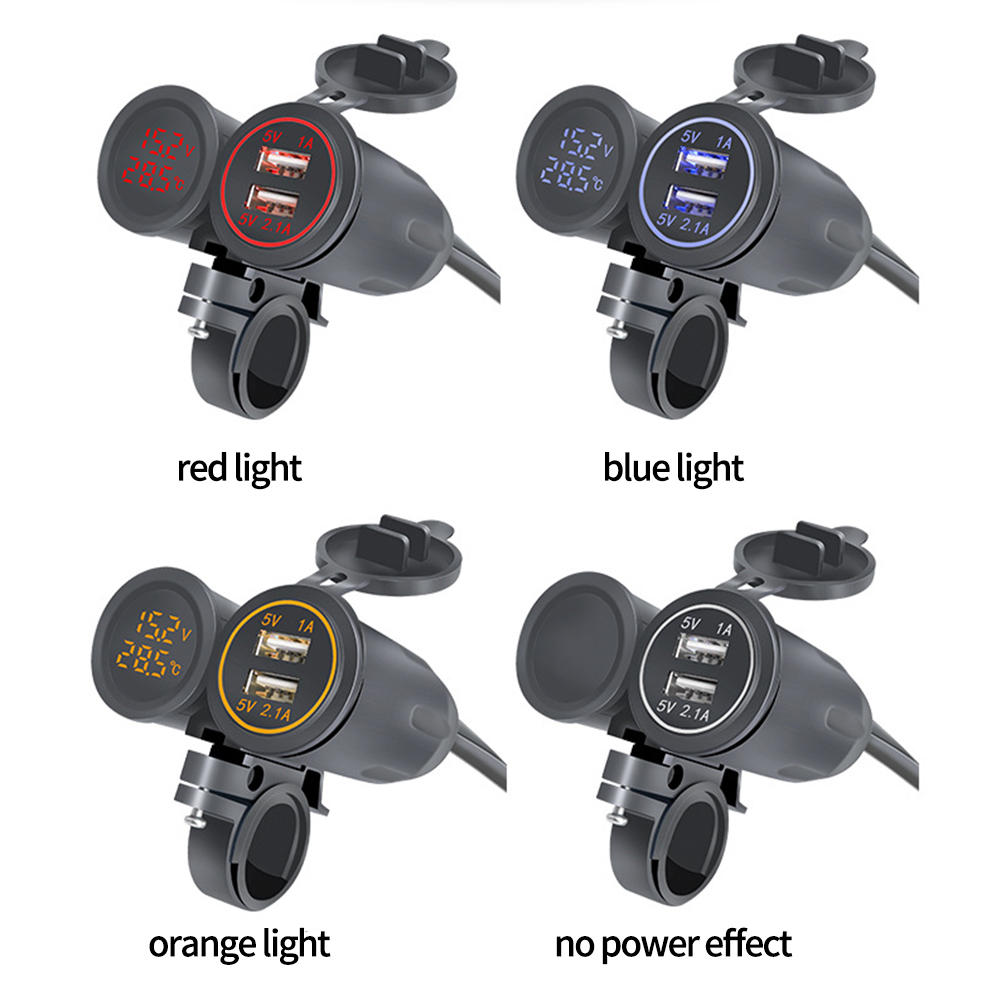 15.2V
28.5°C
5V 1A
5V 2.1A
red light
15.2V
28.5°C
5V 1A
5V 2.1A
blue light
15.2V
28.5°C
5V 1A
5V 2.1A
orange light
5V 1A
5V 2.1A
no power effect